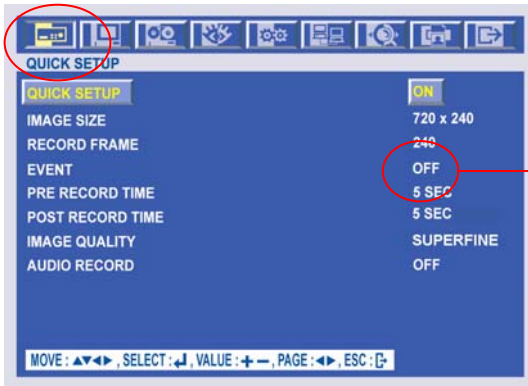 QUICK SETUP
QUICK SETUP ON
IMAGE SIZE 720 x 240
RECORD FRAME 240
EVENT OFF
PRE RECORD TIME 5 SEC
POST RECORD TIME 5 SEC
IMAGE QUALITY SUPERFINE
AUDIO RECORD OFF
MOVE : ▲▼◄► , SELECT : ↲ , VALUE : + — , PAGE : ◄► , ESC :